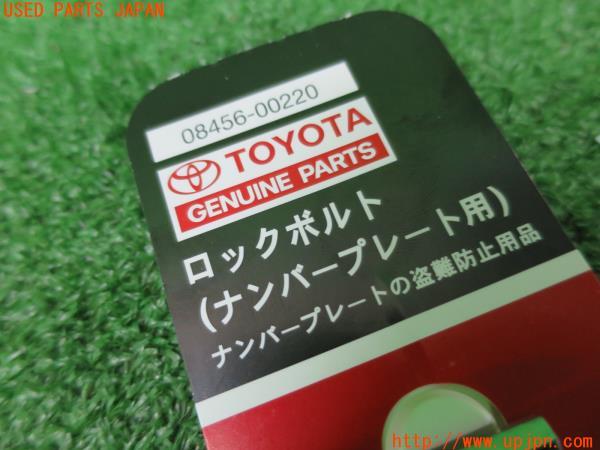 USED PARTS JAPAN
08456-00220
TOYOTA
GENUINE PARTS
ロックボルト
(ナンバープレート用)
ナンバープレートの盗難防止用品
http://www.upjpn.com